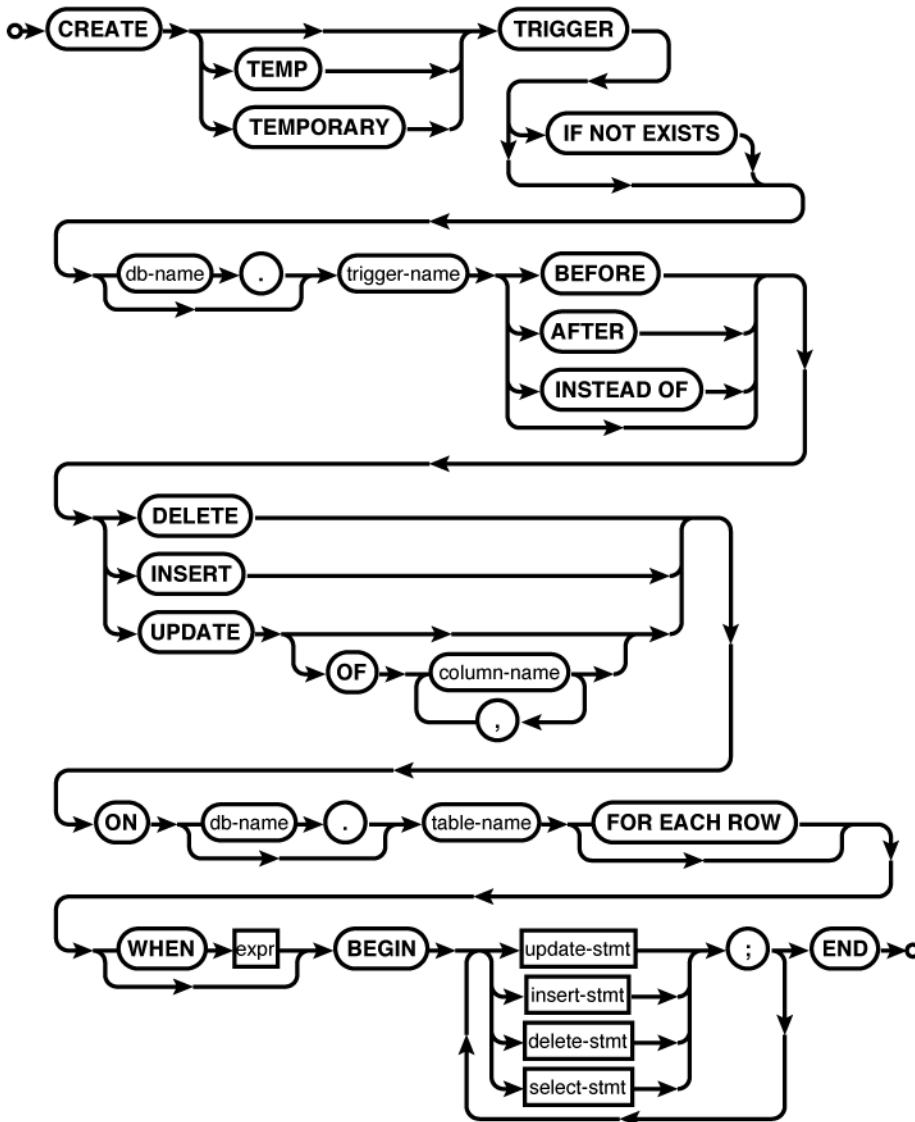 CREATE TRIGGER
TEMP
TEMPORARY
IF NOT EXISTS
db-name . trigger-name BEFORE
AFTER
INSTEAD OF
DELETE
INSERT
UPDATE
OF column-name
,
ON db-name . table-name FOR EACH ROW
WHEN expr BEGIN update-stmt ; END
insert-stmt
delete-stmt
select-stmt